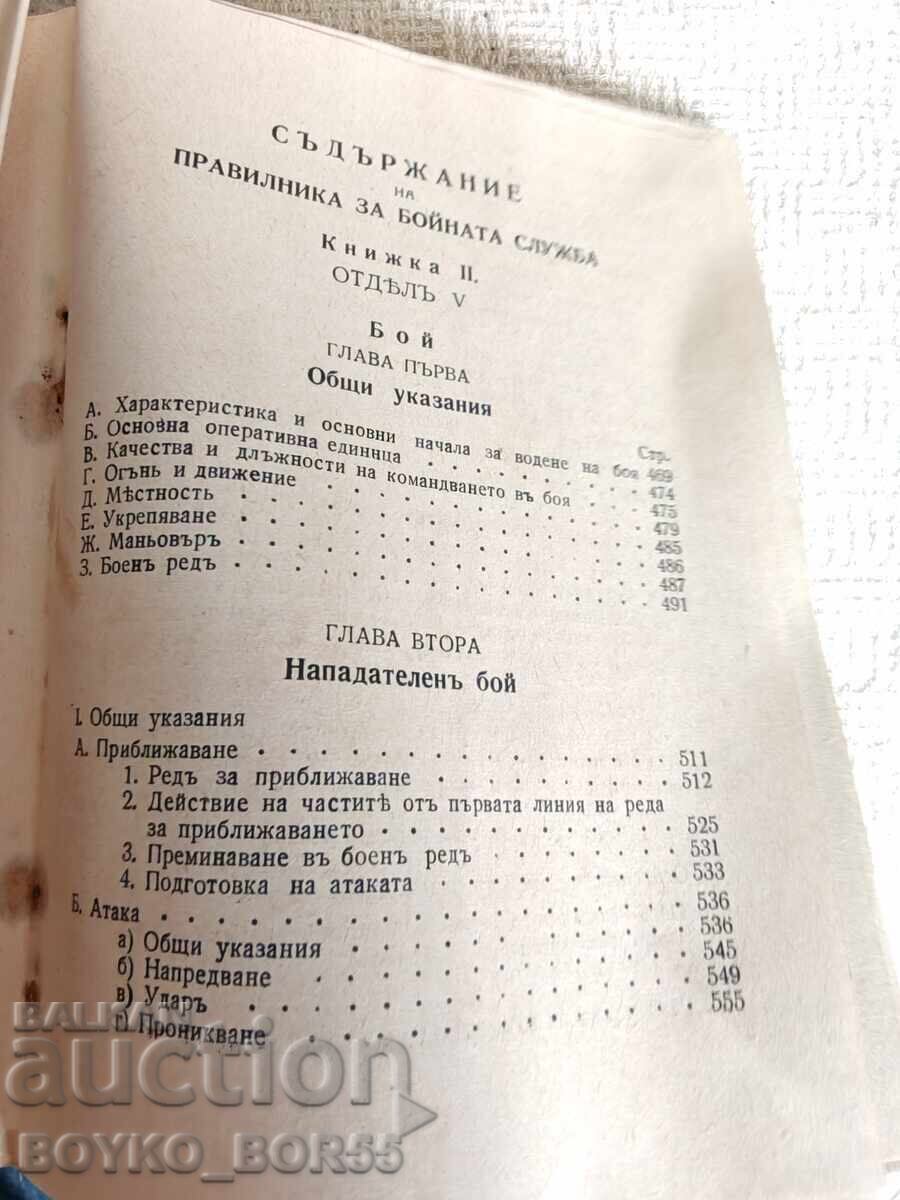 СЪДЪРЖАНИЕ
НА
ПРАВИЛНИКА ЗА БОЙНАТА СЛУЖБА
Книжка II.
ОТДѢЛЪ V
Бой
ГЛАВА ПЪРВА
Общи указания
Стр.
А. Характеристика и основни начала за водене на боя 469
Б. Основна оперативна единица . . . . . . . . 474
В. Качества и длъжности на командването въ боя . . . 475
Г. Огънь и движение . . . . . . . . . . 479
Д. Мѣстность . . . . . . . . . . 485
Е. Укрепяване . . . . . . . . . . 486
Ж. Маньовъръ . . . . . . . . . . 487
З. Боенъ редъ . . . . . . . . . . 491
ГЛАВА ВТОРА
Нападателенъ бой
I. Общи указания
А. Приближаване . . . . . . . . . . 511
1. Редъ за приближаване . . . . . . . . 512
2. Действие на частитѣ отъ първата линия на реда
за приближаването . . . . . . . . . . 525
3. Преминаване въ боенъ редъ . . . . . . . 531
4. Подготовка на атаката . . . . . . . . 533
Б. Атака . . . . . . . . . . 536
а) Общи указания . . . . . . . . . . 536
б) Напредване . . . . . . . . . . 545
в) Ударъ . . . . . . . . . . 549
г) Проникване . . . . . . . . . . 555
BALKAN
auction
BOYKO_BOR55